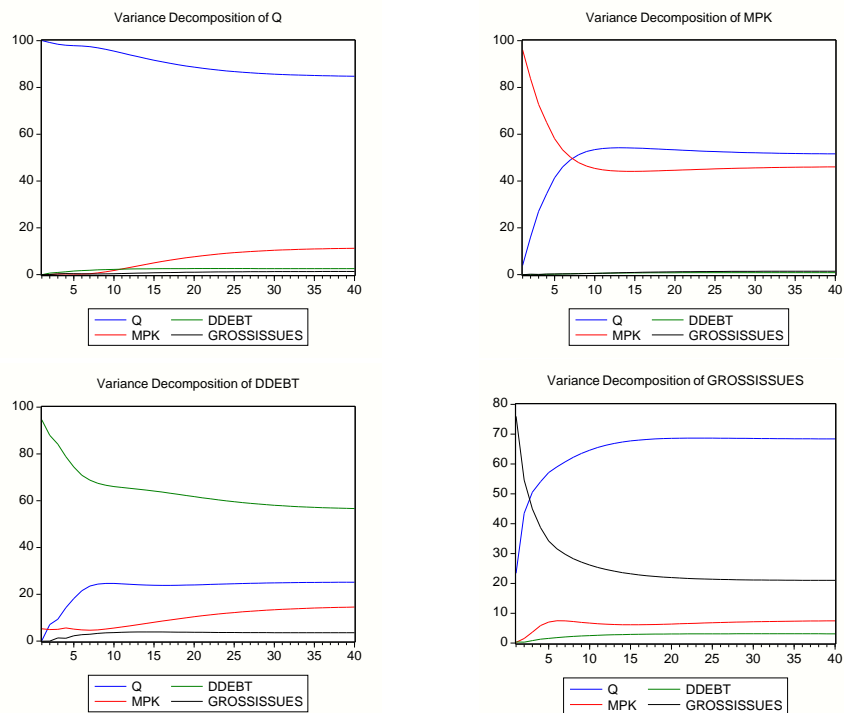 Variance Decomposition of Q
100
80
60
40
20
0
5 10 15 20 25 30 35 40
Q DDEBT
MPK GROSSISSUES
Variance Decomposition of MPK
100
80
60
40
20
0
5 10 15 20 25 30 35 40
Q DDEBT
MPK GROSSISSUES
Variance Decomposition of DDEBT
100
80
60
40
20
0
5 10 15 20 25 30 35 40
Q DDEBT
MPK GROSSISSUES
Variance Decomposition of GROSSISSUES
80
70
60
50
40
30
20
10
0
5 10 15 20 25 30 35 40
Q DDEBT
MPK GROSSISSUES